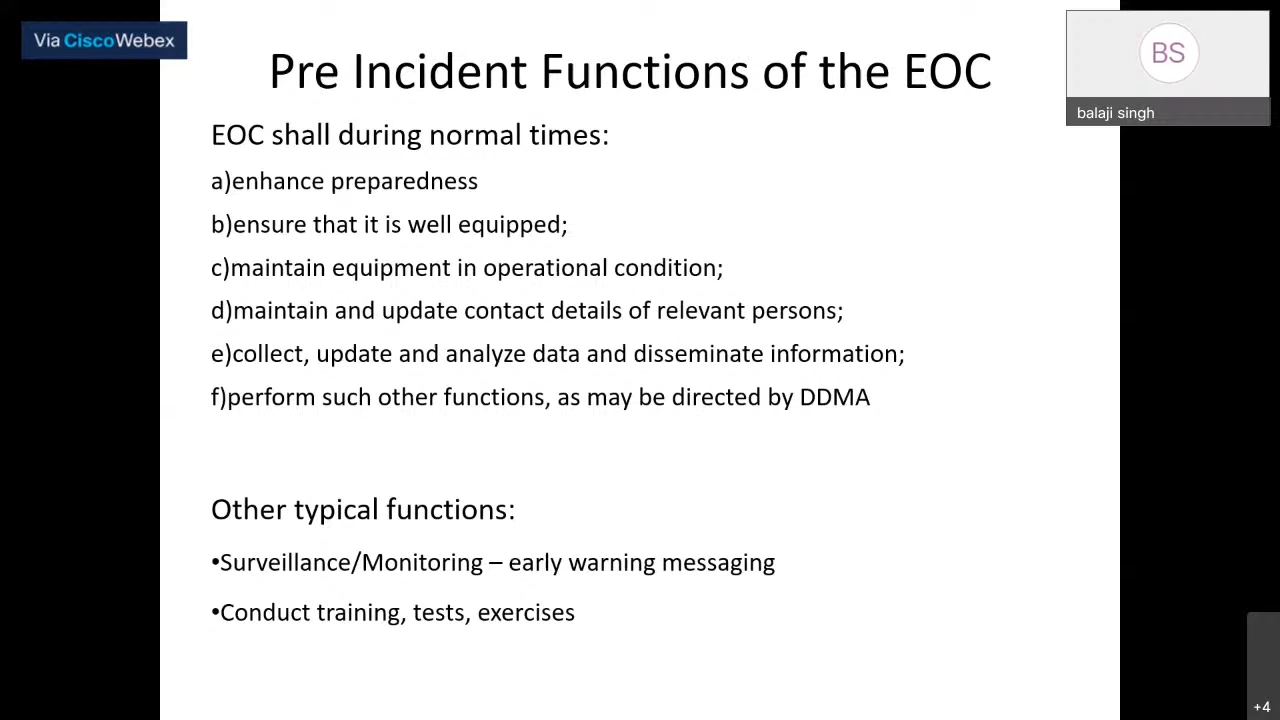 Via CiscoWebex
Pre Incident Functions of the EOC
BS
balaji singh
EOC shall during normal times:
a)enhance preparedness
b)ensure that it is well equipped;
c)maintain equipment in operational condition;
d)maintain and update contact details of relevant persons;
e)collect, update and analyze data and disseminate information;
f)perform such other functions, as may be directed by DDMA
Other typical functions:
•Surveillance/Monitoring – early warning messaging
•Conduct training, tests, exercises
+4